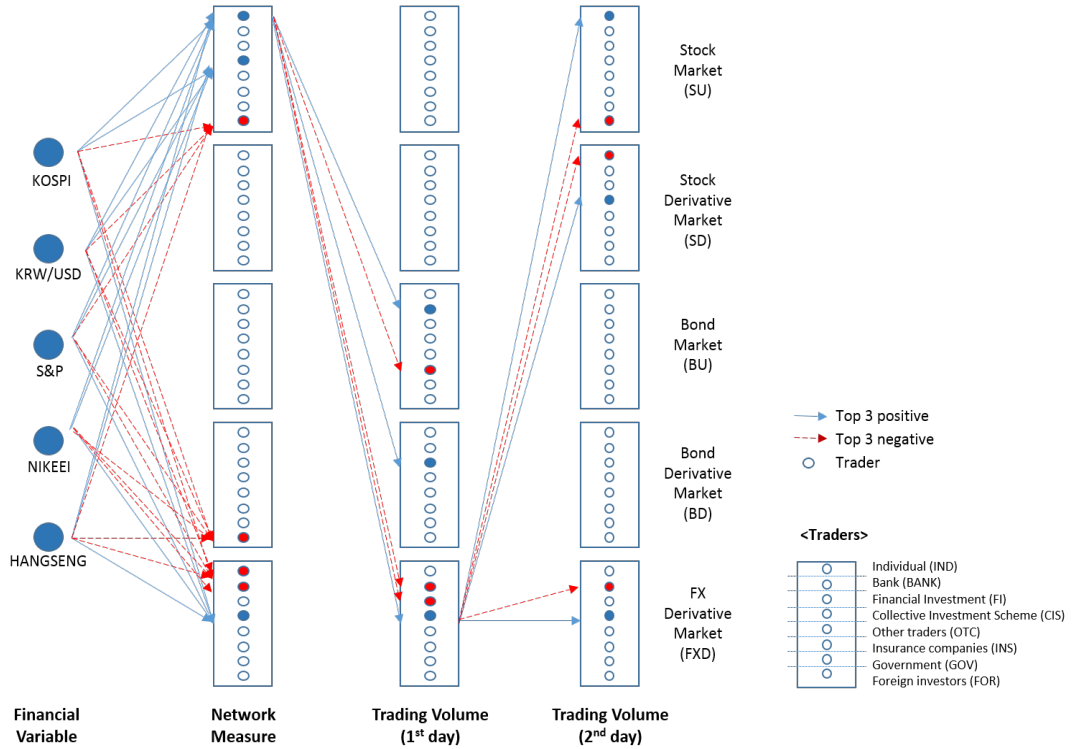 KOSPI
KRW/USD
S&P
NIKEEI
HANGSENG
Financial
Variable
Network
Measure
Trading Volume
(1st day)
Trading Volume
(2nd day)
Stock
Market
(SU)
Stock
Derivative
Market
(SD)
Bond
Market
(BU)
Bond
Derivative
Market
(BD)
FX
Derivative
Market
(FXD)
Top 3 positive
Top 3 negative
Trader
<Traders>
Individual (IND)
Bank (BANK)
Financial Investment (FI)
Collective Investment Scheme (CIS)
Other traders (OTC)
Insurance companies (INS)
Government (GOV)
Foreign investors (FOR)